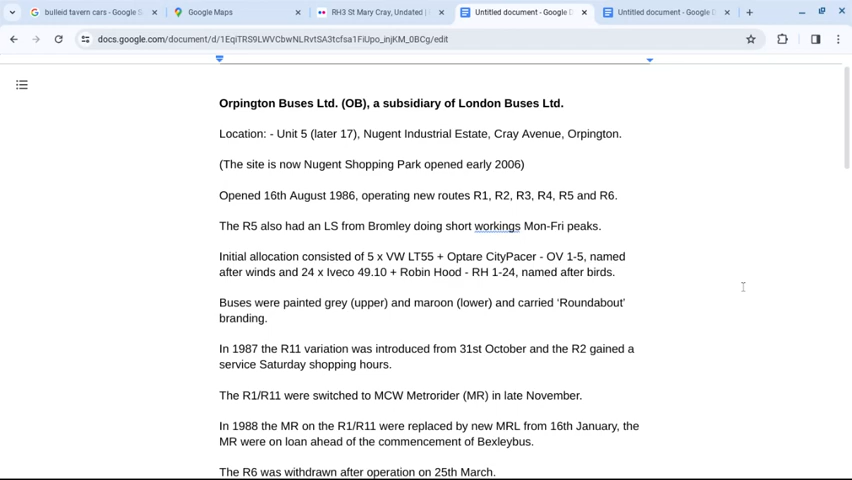 bulleid tavern cars - Google S
Google Maps
RH3 St Mary Cray, Undated |
Untitled document - Google D
Untitled document - Google D
docs.google.com/document/d/1EqiTRS9LWVCbwNLRvtSA3tcfsa1FiUpo_injKM_0BCg/edit
Orpington Buses Ltd. (OB), a subsidiary of London Buses Ltd.
Location: - Unit 5 (later 17), Nugent Industrial Estate, Cray Avenue, Orpington.
(The site is now Nugent Shopping Park opened early 2006)
Opened 16th August 1986, operating new routes R1, R2, R3, R4, R5 and R6.
The R5 also had an LS from Bromley doing short workings Mon-Fri peaks.
Initial allocation consisted of 5 x VW LT55 + Optare CityPacer - OV 1-5, named
after winds and 24 x Iveco 49.10 + Robin Hood - RH 1-24, named after birds.
Buses were painted grey (upper) and maroon (lower) and carried ‘Roundabout’
branding.
In 1987 the R11 variation was introduced from 31st October and the R2 gained a
service Saturday shopping hours.
The R1/R11 were switched to MCW Metrorider (MR) in late November.
In 1988 the MR on the R1/R11 were replaced by new MRL from 16th January, the
MR were on loan ahead of the commencement of Bexleybus.
The R6 was withdrawn after operation on 25th March.